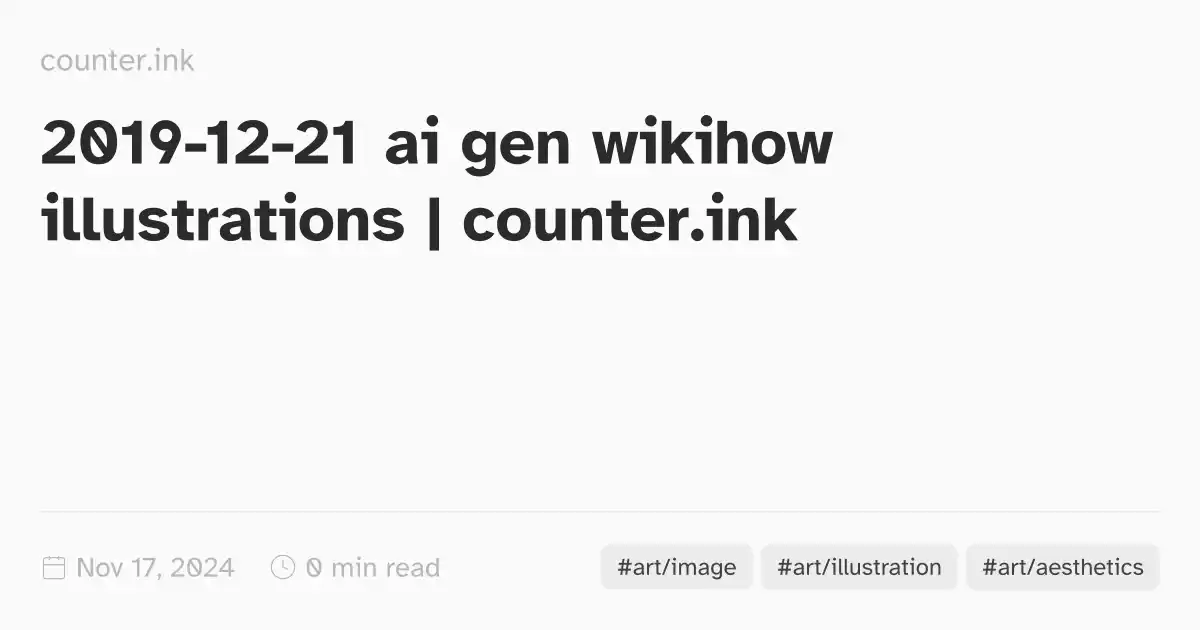 counter.ink
2019-12-21 ai gen wikihow
illustrations | counter.ink
Nov 17, 2024 0 min read #art/image #art/illustration #art/aesthetics